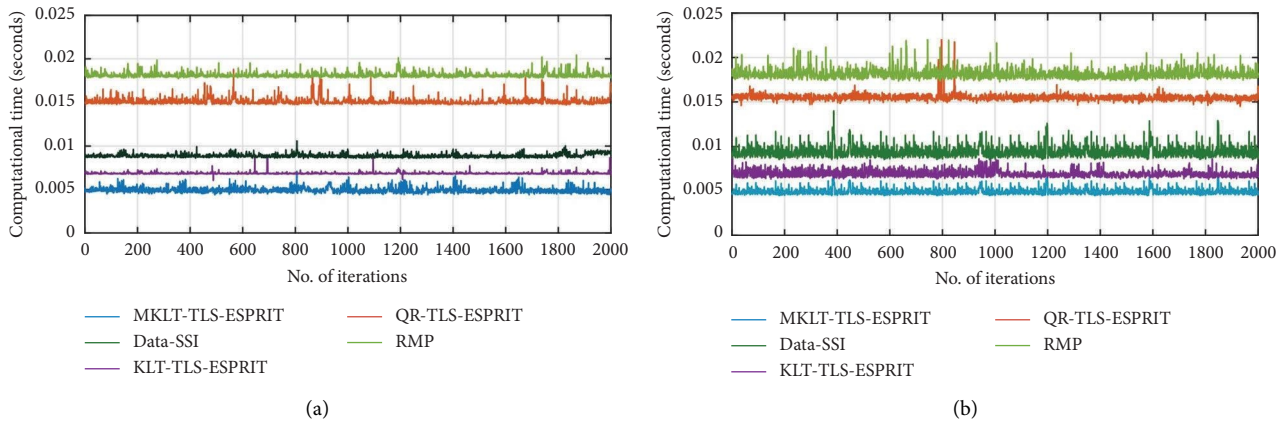 Computational time (seconds)
0.025
0.02
0.015
0.01
0.005
0
0 200 400 600 800 1000 1200 1400 1600 1800 2000
No. of iterations
MKLT-TLS-ESPRIT
Data-SSI
KLT-TLS-ESPRIT
QR-TLS-ESPRIT
RMP
(a)
Computational time (seconds)
0.025
0.02
0.015
0.01
0.005
0
0 200 400 600 800 1000 1200 1400 1600 1800 2000
No. of iterations
MKLT-TLS-ESPRIT
Data-SSI
KLT-TLS-ESPRIT
QR-TLS-ESPRIT
RMP
(b)